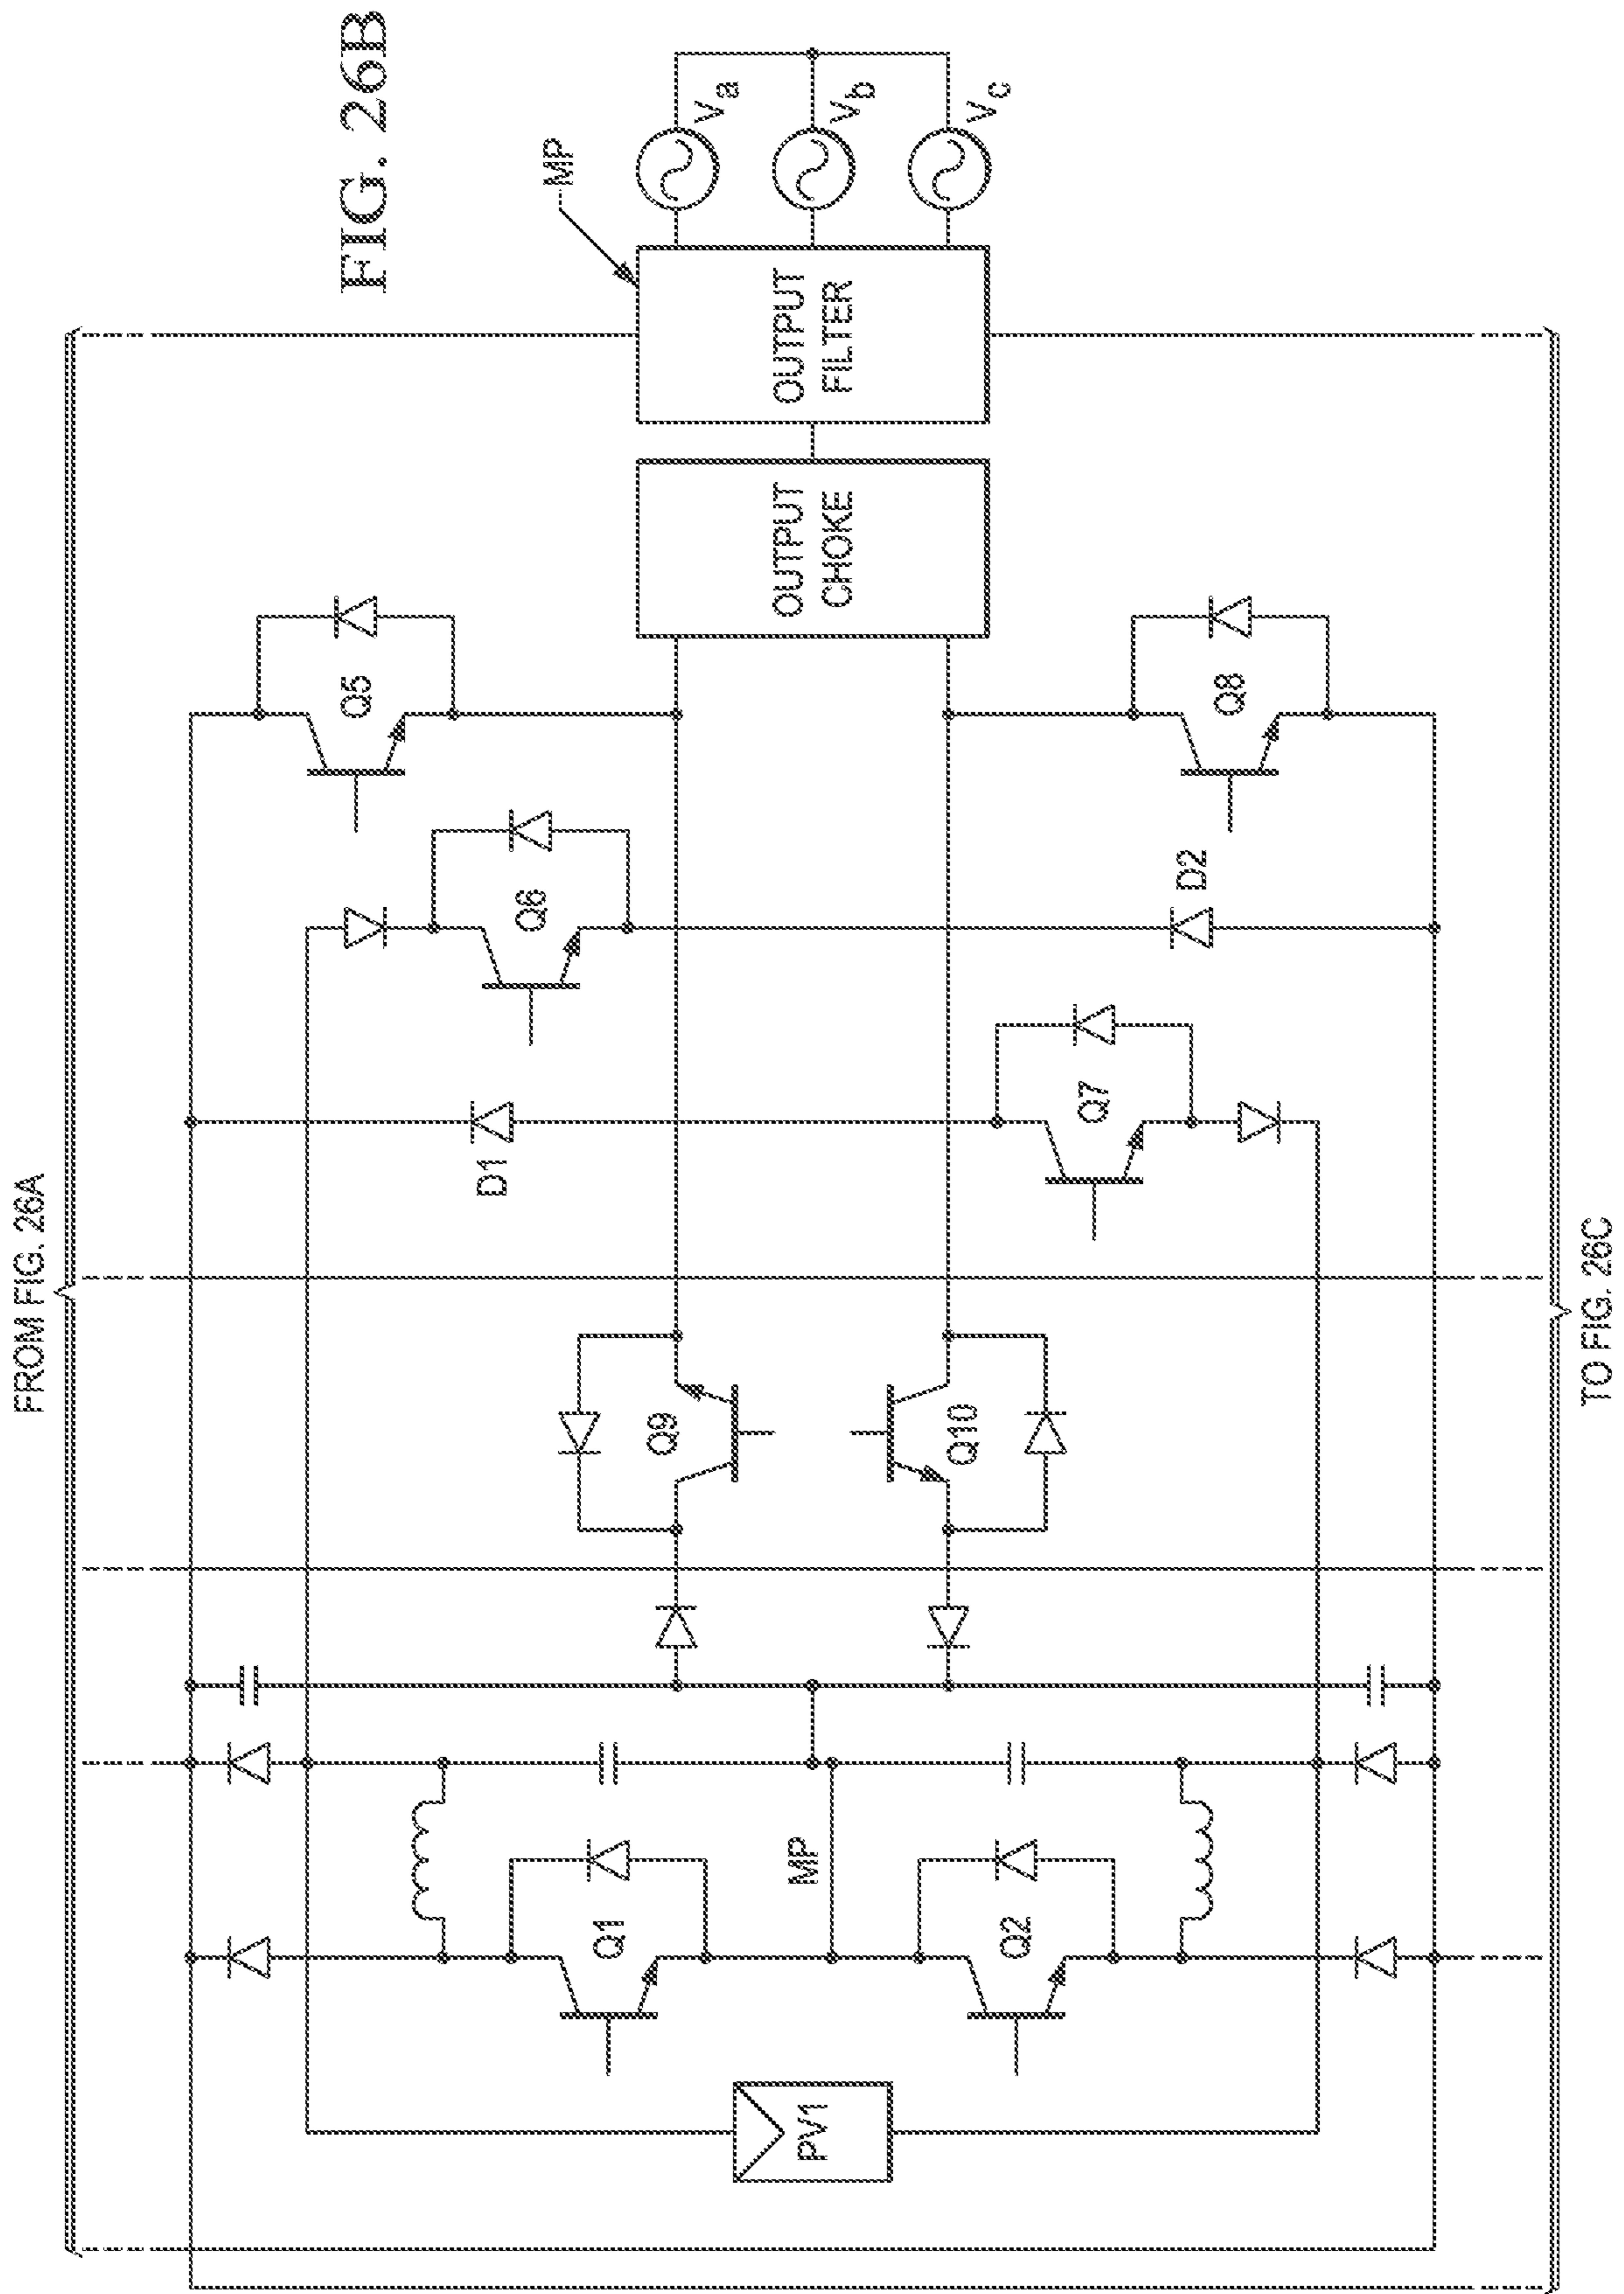 FIG. 26B
FROM FIG. 26A
MP
Va
Vb
Vc
OUTPUT
FILTER
OUTPUT
CHOKE
Q5
Q6
D1
D2
Q7
Q8
Q9
Q10
MP
Q1
Q2
PV1
TO FIG. 26C